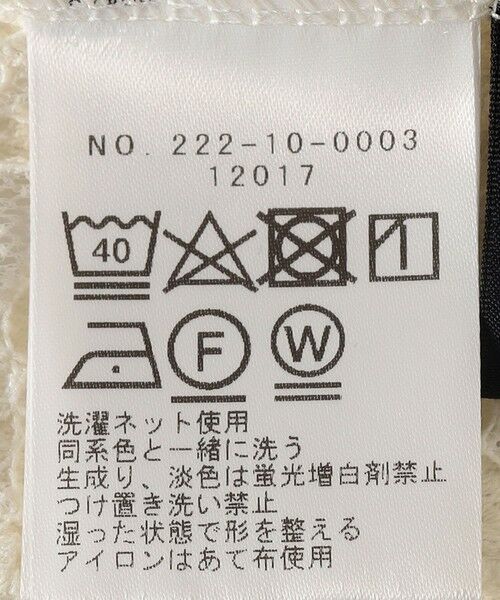 NO. 222-10-0003
12017
40
F W
洗濯ネット使用
同系色と一緒に洗う
生成り、淡色は蛍光増白剤禁止
つけ置き洗い禁止
湿った状態で形を整える
アイロンはあて布使用